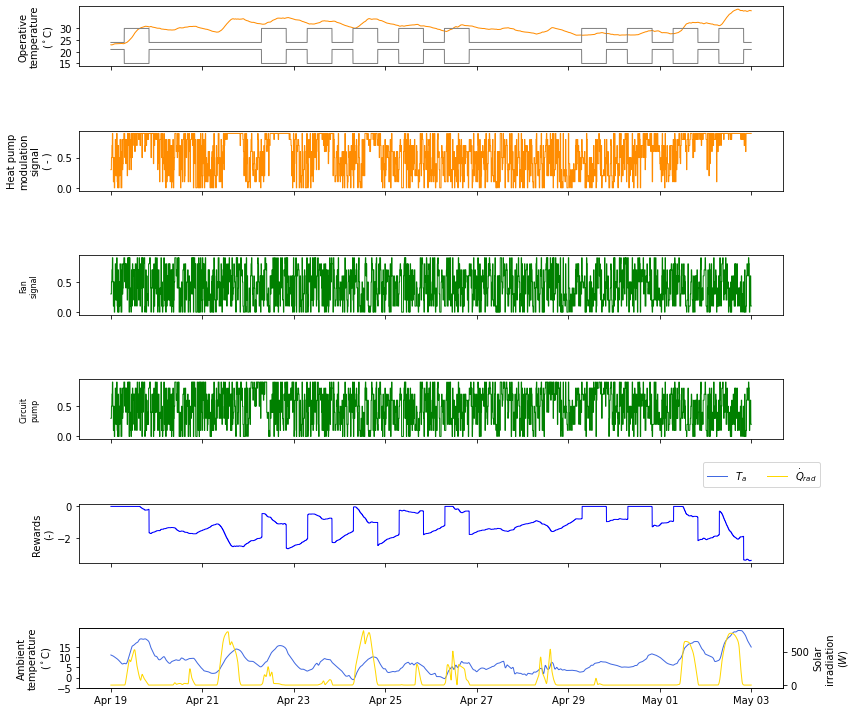 Operative
temperature
(°C)
30
25
20
15
Heat pump
modulation
signal
( - )
0.5
0.0
Fan
signal
0.5
0.0
Circuit
pump
0.5
0.0
T_a
Q̇_rad
Rewards
(-)
0
−2
Ambient
temperature
(°C)
15
10
5
0
−5
Solar
irradiation
(W)
500
0
Apr 19
Apr 21
Apr 23
Apr 25
Apr 27
Apr 29
May 01
May 03